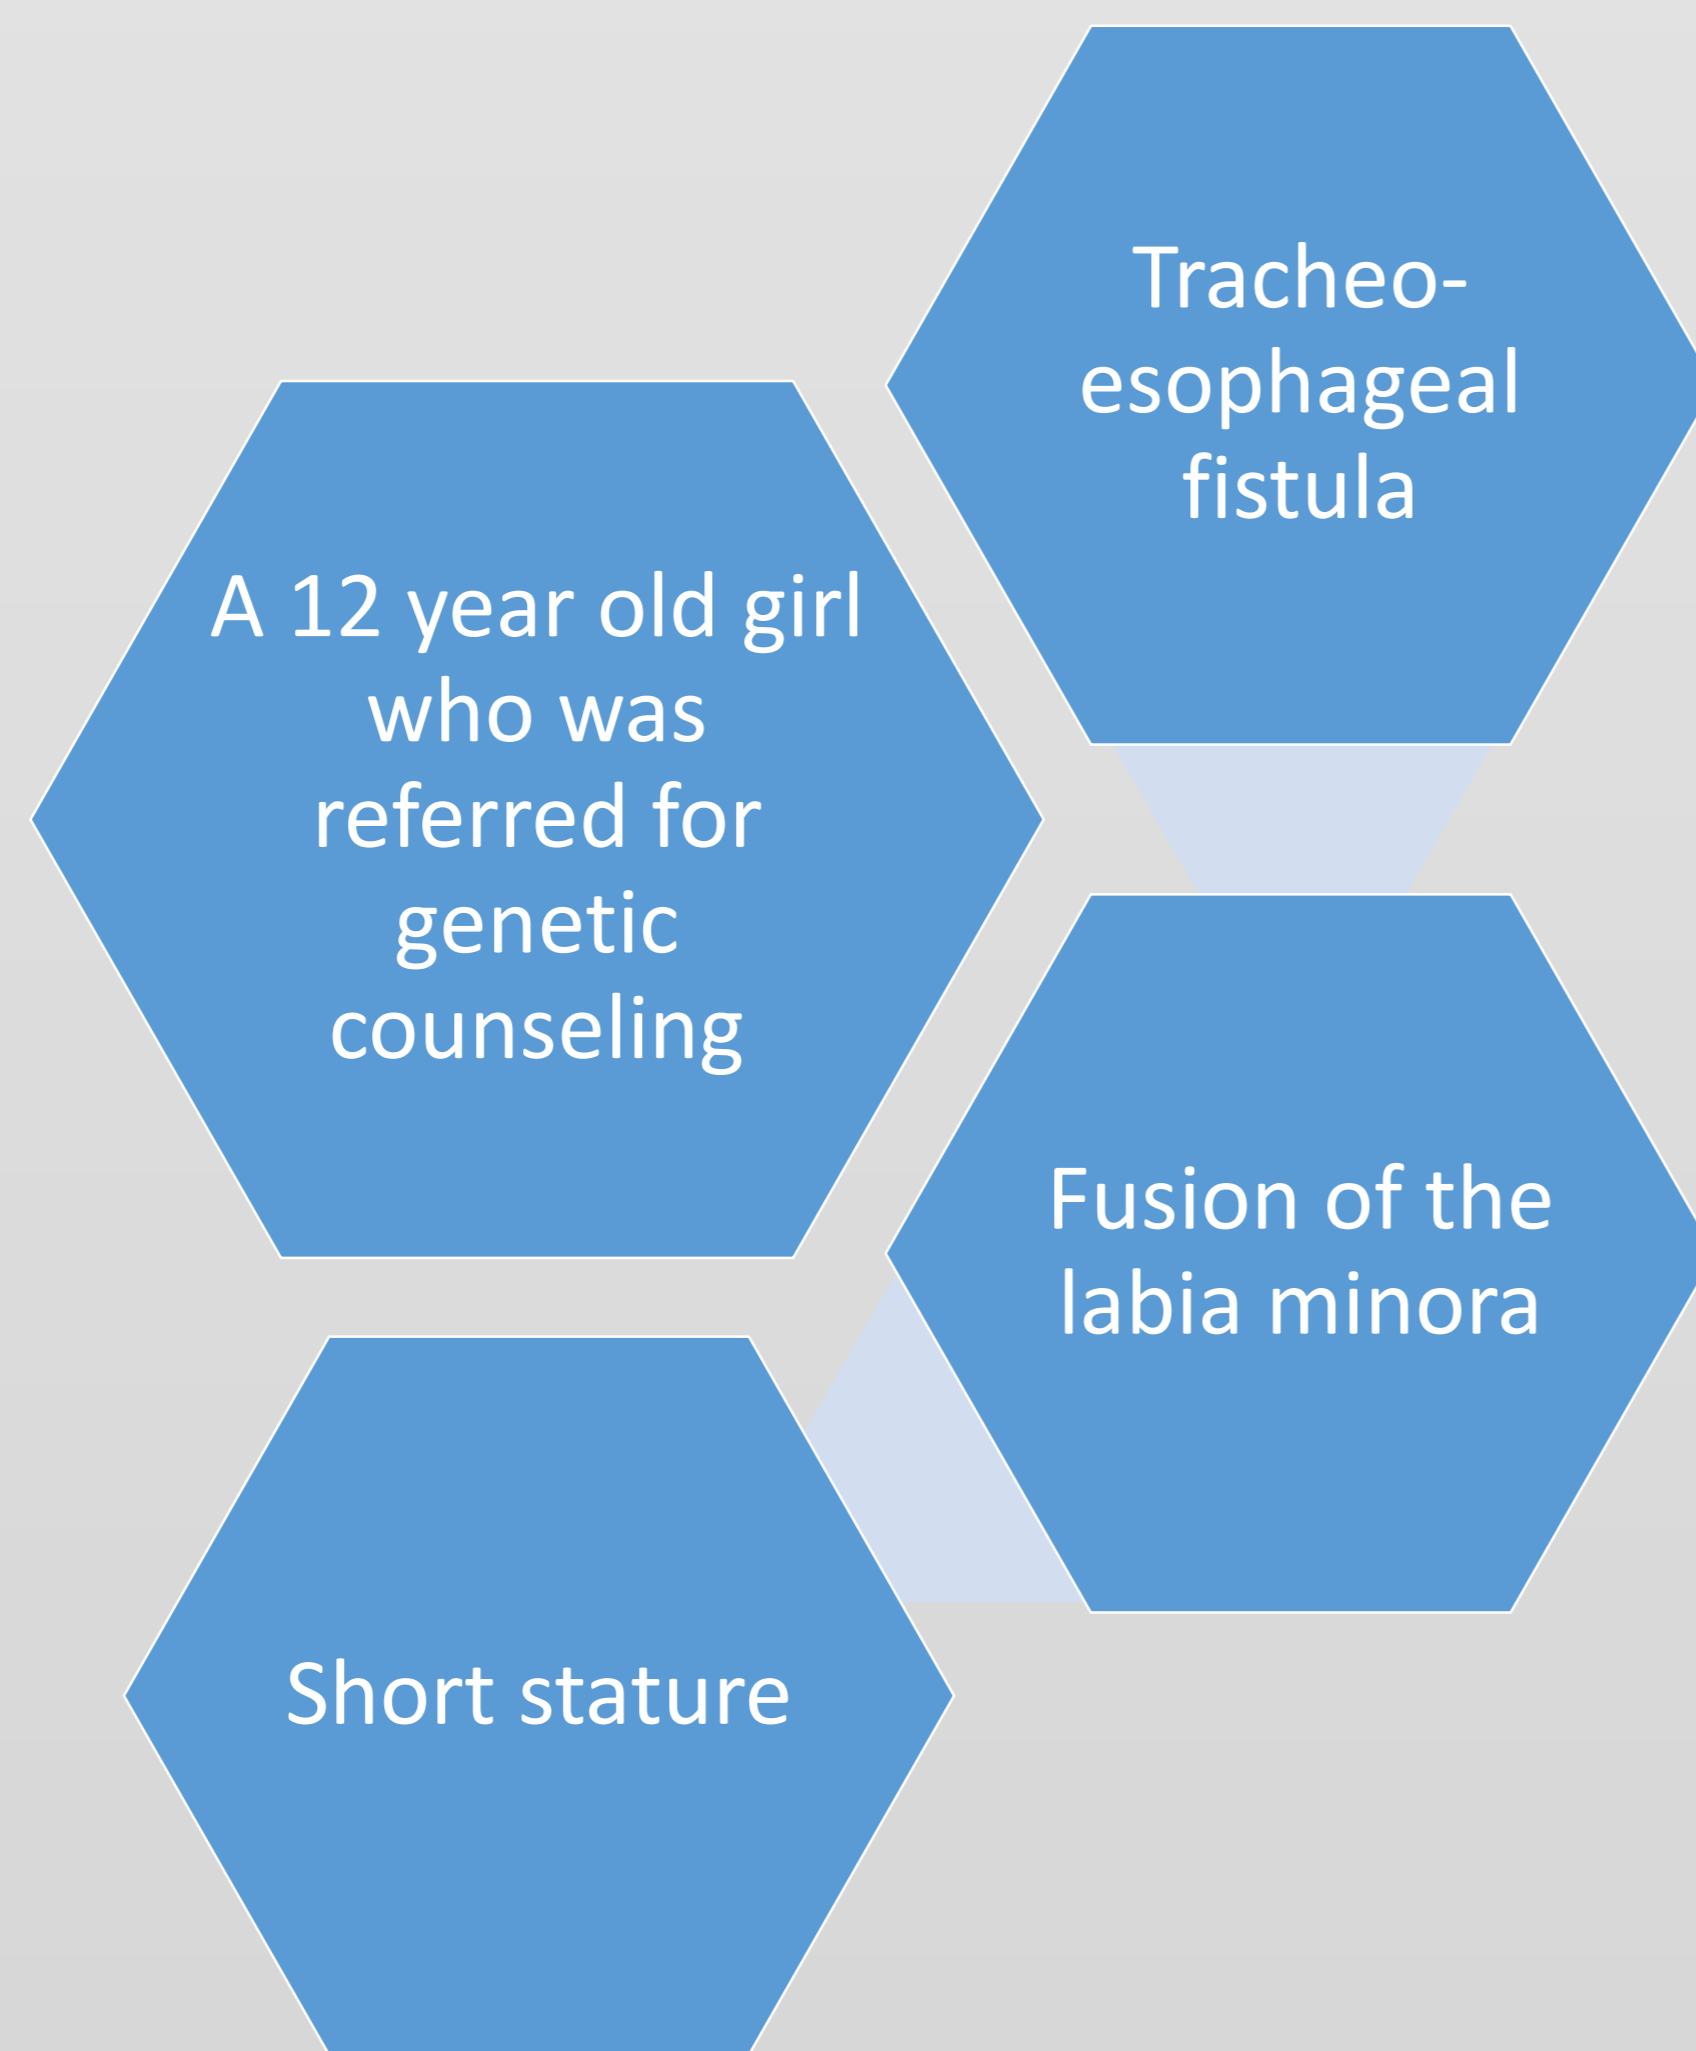 A 12 year old girl
who was
referred for
genetic
counseling
Tracheo-
esophageal
fistula
Fusion of the
labia minora
Short stature